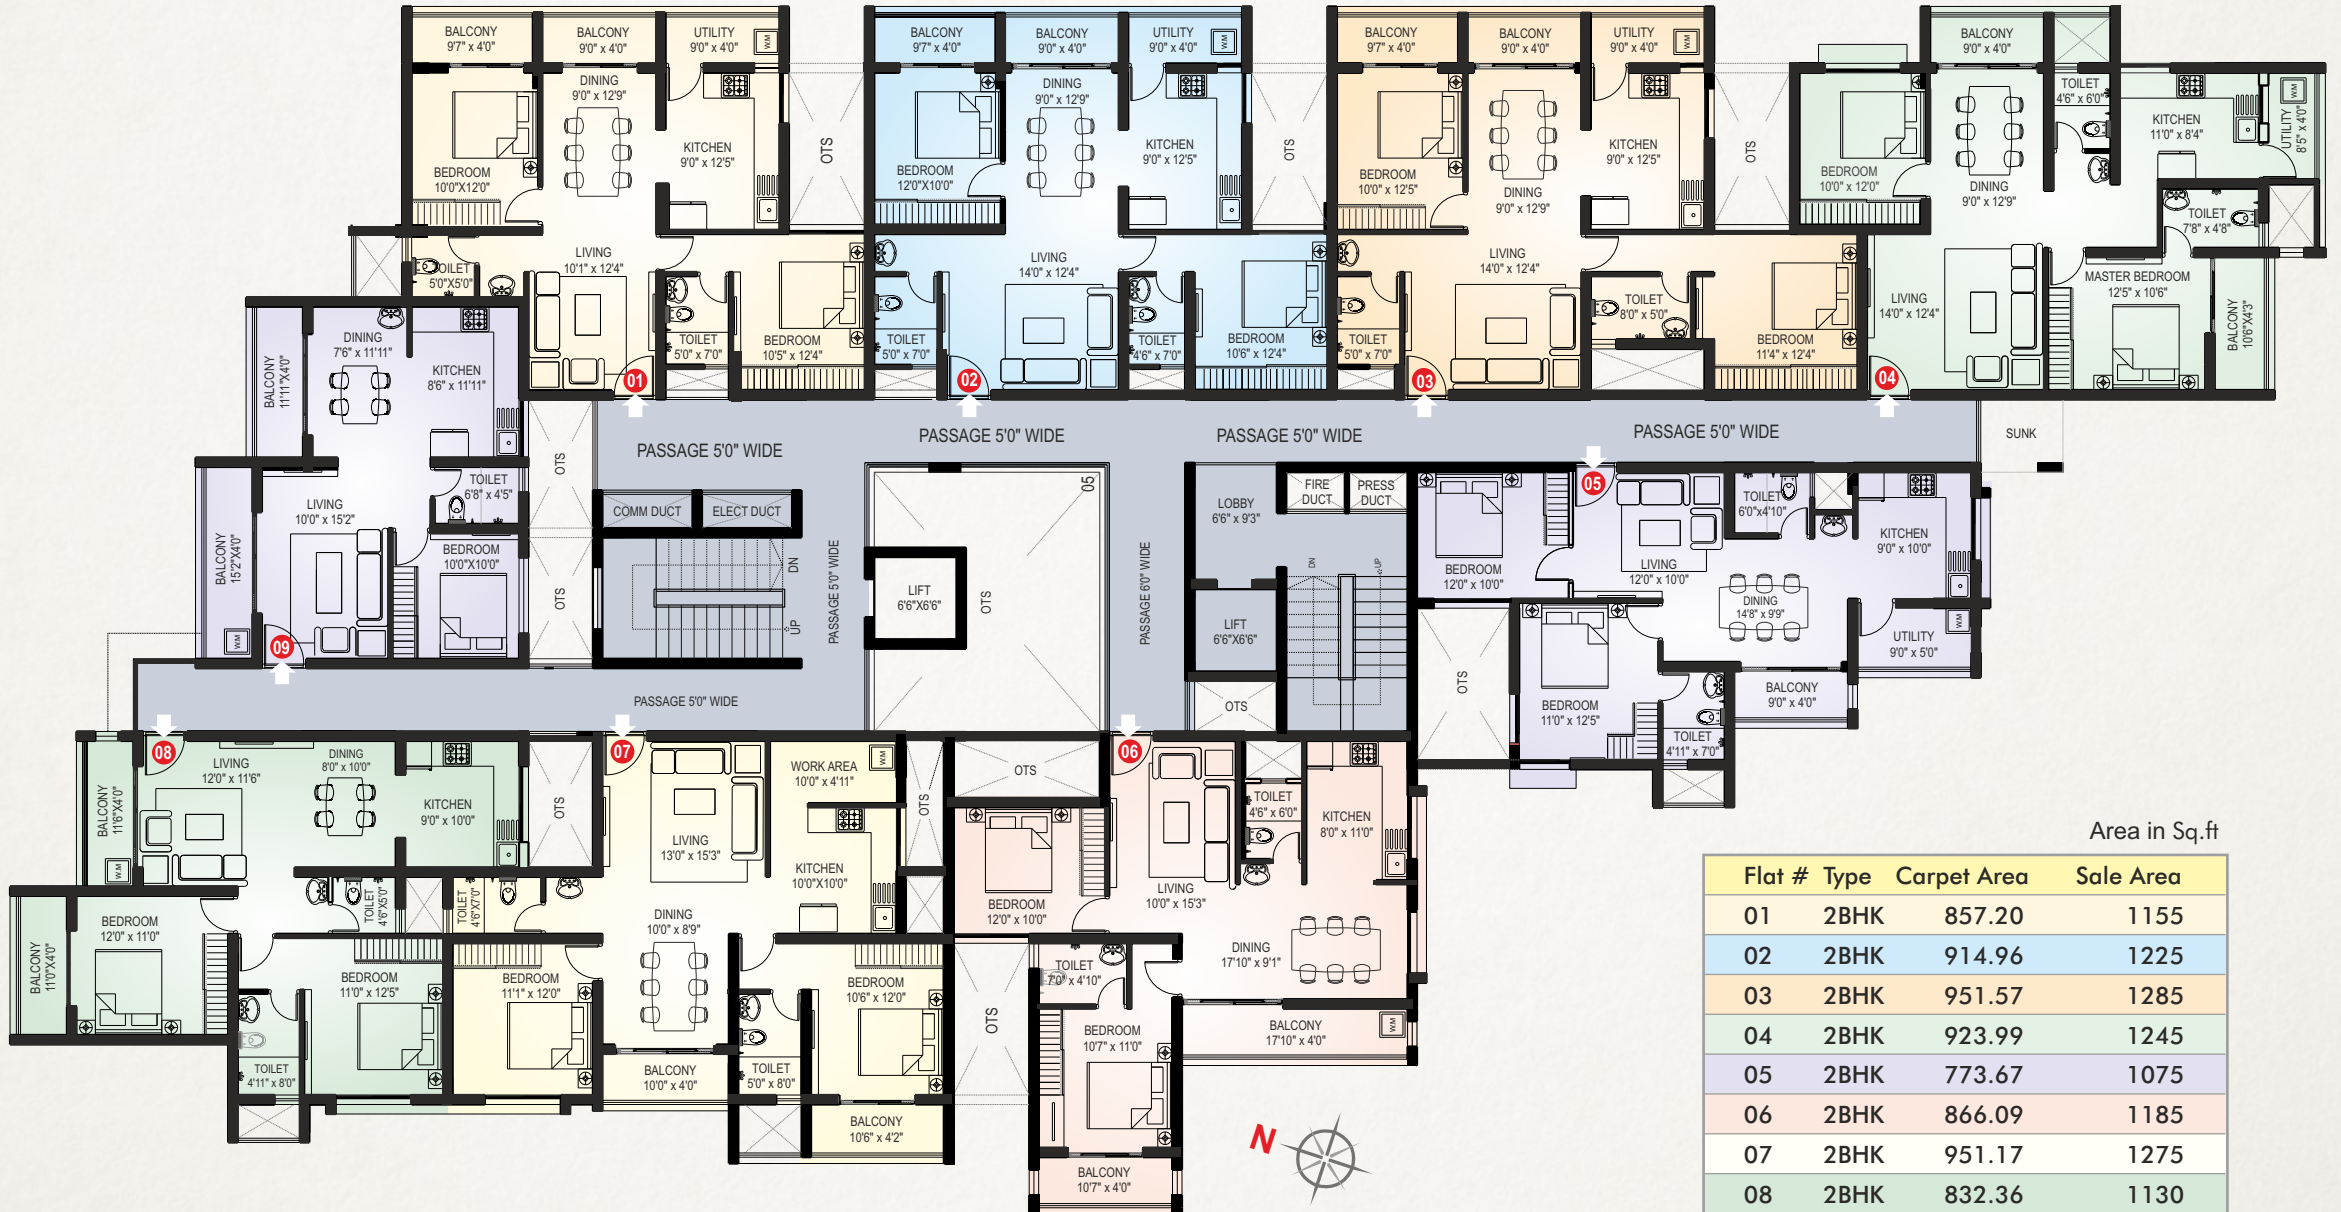 BALCONY
9'7" x 4'0"
BALCONY
9'0" x 4'0"
UTILITY
9'0" x 4'0"
W.M
DINING
9'0" x 12'9"
BEDROOM
10'0"X12'0"
KITCHEN
9'0" x 12'5"
LIVING
10'1" x 12'4"
TOILET
5'0"X5'0"
TOILET
5'0" x 7'0"
BEDROOM
10'5" x 12'4"
01
OTS
BALCONY
9'7" x 4'0"
BALCONY
9'0" x 4'0"
UTILITY
9'0" x 4'0"
W.M
DINING
9'0" x 12'9"
BEDROOM
12'0"X10'0"
KITCHEN
9'0" x 12'5"
LIVING
14'0" x 12'4"
TOILET
5'0" x 7'0"
TOILET
4'6" x 7'0"
BEDROOM
10'6" x 12'4"
02
OTS
BALCONY
9'7" x 4'0"
BALCONY
9'0" x 4'0"
UTILITY
9'0" x 4'0"
W.M
BEDROOM
10'0" x 12'5"
DINING
9'0" x 12'9"
KITCHEN
9'0" x 12'5"
LIVING
14'0" x 12'4"
TOILET
5'0" x 7'0"
TOILET
8'0" x 5'0"
BEDROOM
11'4" x 12'4"
03
OTS
BALCONY
9'0" x 4'0"
TOILET
4'6" x 6'0"
KITCHEN
11'0" x 8'4"
W.M
UTILITY
8'5" x 4'0"
BEDROOM
10'0" x 12'0"
DINING
9'0" x 12'9"
TOILET
7'8" x 4'8"
MASTER BEDROOM
12'5" x 10'6"
LIVING
14'0" x 12'4"
BALCONY
10'6"X4'3"
04
DINING
7'6" x 11'11"
KITCHEN
8'6" x 11'11"
BALCONY
11'11"X4'0"
TOILET
6'8" x 4'5"
LIVING
10'0" x 15'2"
BEDROOM
10'0"X10'0"
BALCONY
15'2"X4'0"
W.M
09
OTS
OTS
PASSAGE 5'0" WIDE
PASSAGE 5'0" WIDE
PASSAGE 5'0" WIDE
PASSAGE 5'0" WIDE
SUNK
COMM DUCT
ELECT DUCT
DN
UP
PASSAGE 5'0" WIDE
LIFT
6'6"X6'6"
OTS
05
PASSAGE 6'0" WIDE
LOBBY
6'6" x 9'3"
FIRE
DUCT
PRESS
DUCT
DN
UP
LIFT
6'6"X6'6"
OTS
PASSAGE 5'0" WIDE
05
BEDROOM
12'0" x 10'0"
LIVING
12'0" x 10'0"
TOILET
6'0"x4'10"
KITCHEN
9'0" x 10'0"
DINING
14'8" x 9'9"
W.M
UTILITY
9'0" x 5'0"
BALCONY
9'0" x 4'0"
BEDROOM
11'0" x 12'5"
TOILET
4'11" x 7'0"
OTS
08
LIVING
12'0" x 11'6"
DINING
8'0" x 10'0"
KITCHEN
9'0" x 10'0"
BALCONY
11'6"X4'0"
W.M
TOILET
4'6"X5'0"
BEDROOM
12'0" x 11'0"
BALCONY
11'0"X4'0"
BEDROOM
11'0" x 12'5"
TOILET
4'11" x 8'0"
OTS
07
WORK AREA
10'0" x 4'11"
W.M
LIVING
13'0" x 15'3"
KITCHEN
10'0"X10'0"
TOILET
4'6"X7'0"
DINING
10'0" x 8'9"
BEDROOM
11'1" x 12'0"
BEDROOM
10'6" x 12'0"
BALCONY
10'0" x 4'0"
TOILET
5'0" x 8'0"
BALCONY
10'6" x 4'2"
OTS
OTS
06
TOILET
4'6" x 6'0"
KITCHEN
8'0" x 11'0"
LIVING
10'0" x 15'3"
BEDROOM
12'0" x 10'0"
DINING
17'10" x 9'1"
TOILET
7'0" x 4'10"
BEDROOM
10'7" x 11'0"
BALCONY
17'10" x 4'0"
W.M
BALCONY
10'7" x 4'0"
OTS
N
Area in Sq.ft
Flat # Type Carpet Area Sale Area
01 2BHK 857.20 1155
02 2BHK 914.96 1225
03 2BHK 951.57 1285
04 2BHK 923.99 1245
05 2BHK 773.67 1075
06 2BHK 866.09 1185
07 2BHK 951.17 1275
08 2BHK 832.36 1130